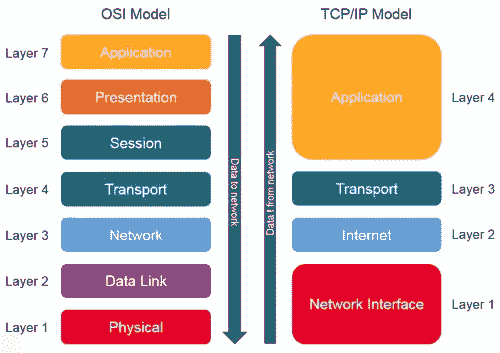 OSI Model
TCP/IP Model
Layer 7
Application
Layer 6
Presentation
Layer 5
Session
Layer 4
Transport
Layer 3
Network
Layer 2
Data Link
Layer 1
Physical
Data to network
Data t from network
Application
Layer 4
Transport
Layer 3
Internet
Layer 2
Network Interface
Layer 1